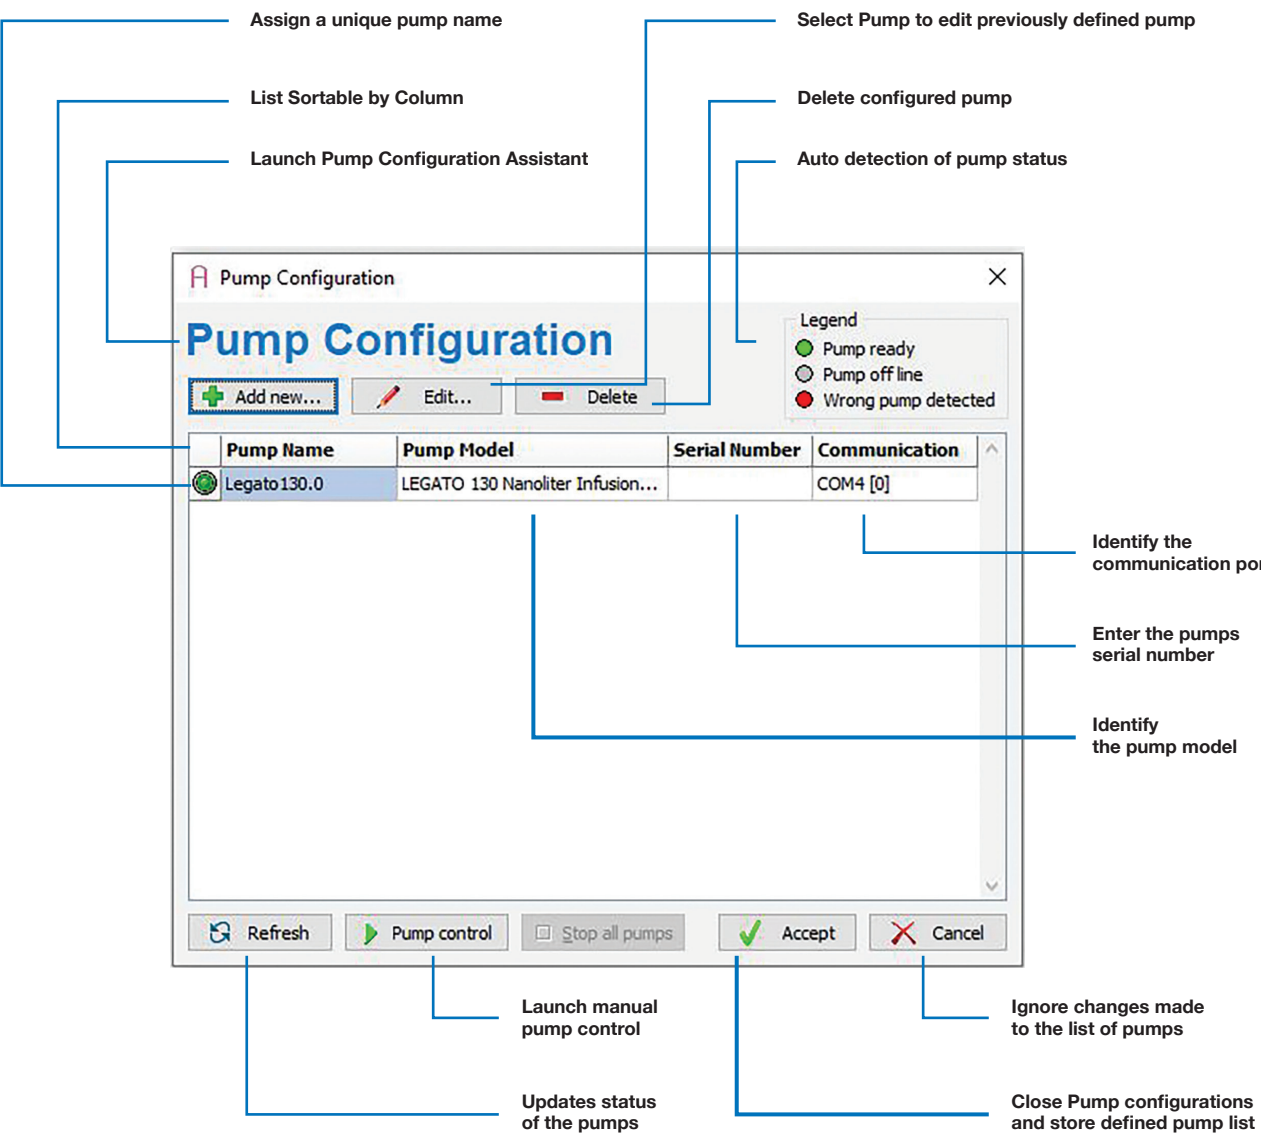 Assign a unique pump name
Select Pump to edit previously defined pump
List Sortable by Column
Delete configured pump
Launch Pump Configuration Assistant
Auto detection of pump status
Pump Configuration
Pump Configuration
Legend
Pump ready
Pump off line
Wrong pump detected
Add new...
Edit...
Delete
Pump Name
Pump Model
Serial Number
Communication
Legato130.0
LEGATO 130 Nanoliter Infusion...
COM4 [0]
Identify the
communication
Enter the pumps
serial number
Identify
the pump model
Refresh
Pump control
Stop all pumps
Accept
Cancel
Launch manual
pump control
Ignore changes made
to the list of pumps
Updates status
of the pumps
Close Pump configurations
and store defined pump list